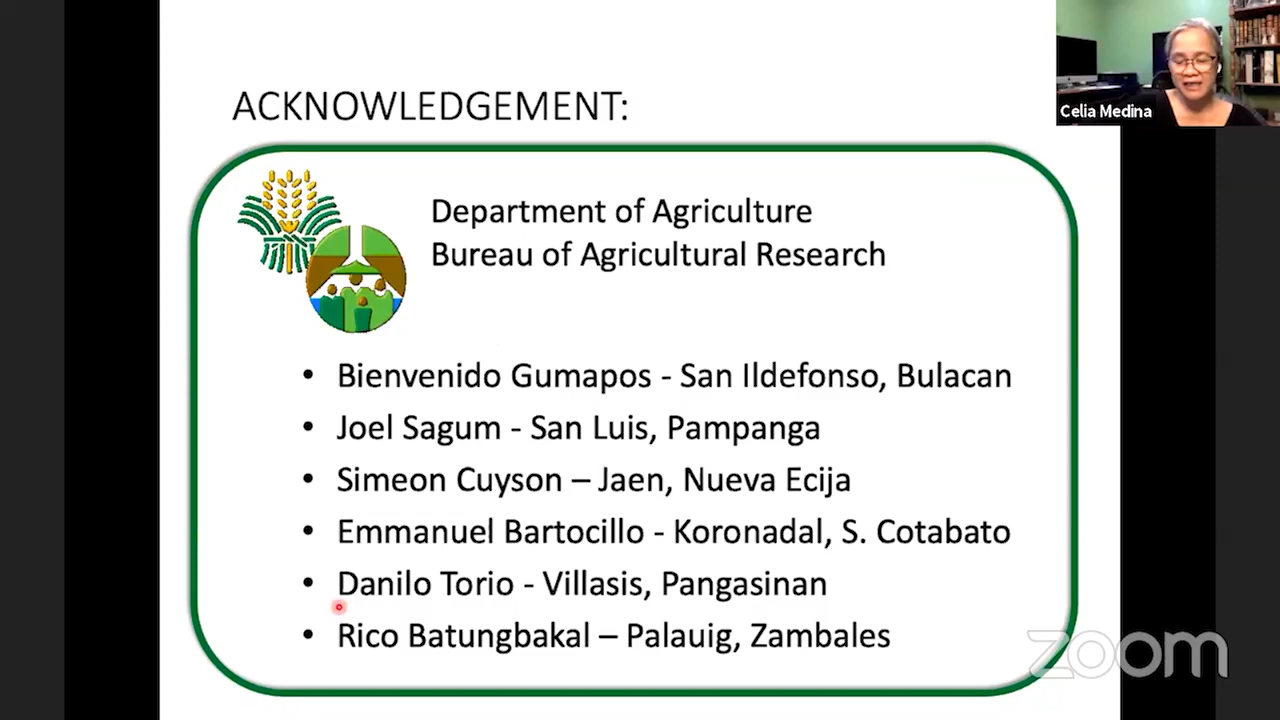 ACKNOWLEDGEMENT:
Celia Medina
Department of Agriculture
Bureau of Agricultural Research
• Bienvenido Gumapos - San Ildefonso, Bulacan
• Joel Sagum - San Luis, Pampanga
• Simeon Cuyson – Jaen, Nueva Ecija
• Emmanuel Bartocillo - Koronadal, S. Cotabato
• Danilo Torio - Villasis, Pangasinan
• Rico Batungbakal – Palauig, Zambales
zoom